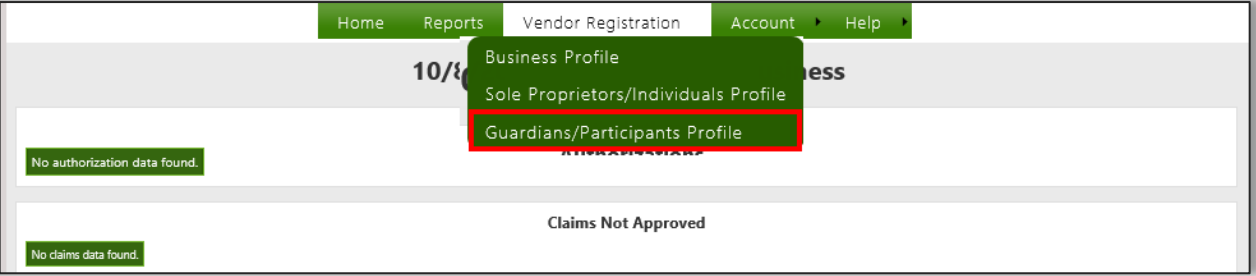 Home Reports Vendor Registration Account Help
Business Profile
Sole Proprietors/Individuals Profile
Guardians/Participants Profile
No authorization data found.
Claims Not Approved
No claims data found.